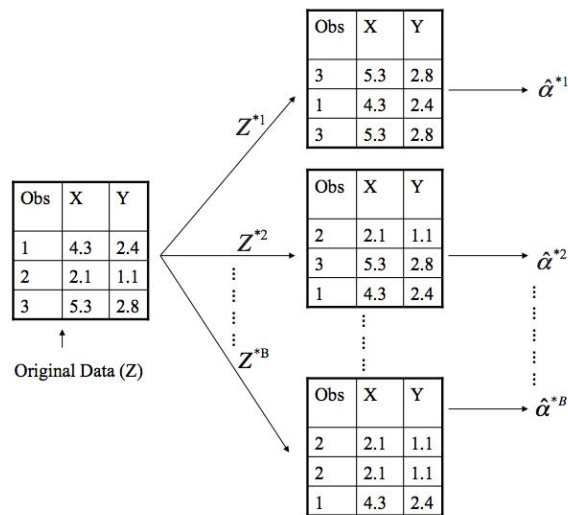 Obs X Y
3 5.3 2.8
1 4.3 2.4
3 5.3 2.8
Z*1
α̂*1
Obs X Y
1 4.3 2.4
2 2.1 1.1
3 5.3 2.8
Original Data (Z)
Z*2
Obs X Y
2 2.1 1.1
3 5.3 2.8
1 4.3 2.4
α̂*2
Z*B
Obs X Y
2 2.1 1.1
2 2.1 1.1
1 4.3 2.4
α̂*B